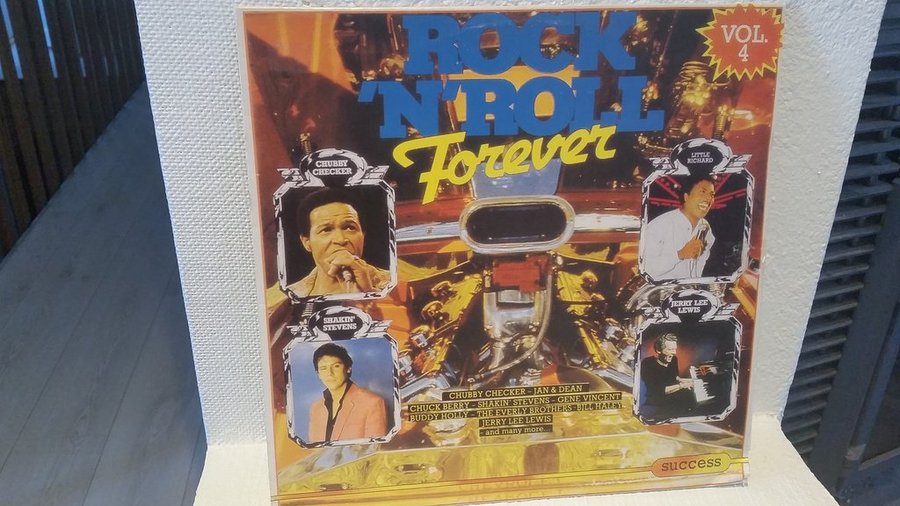 ROCK
'N' ROLL
Forever
VOL.
4
CHUBBY
CHECKER
LITTLE
RICHARD
SHAKIN'
STEVENS
JERRY LEE
LEWIS
CHUBBY CHECKER - JAN & DEAN
CHUCK BERRY - SHAKIN' STEVENS - GENE VINCENT
BUDDY HOLLY - THE EVERLY BROTHERS - BILL HALEY
JERRY LEE LEWIS
- and many more...
success